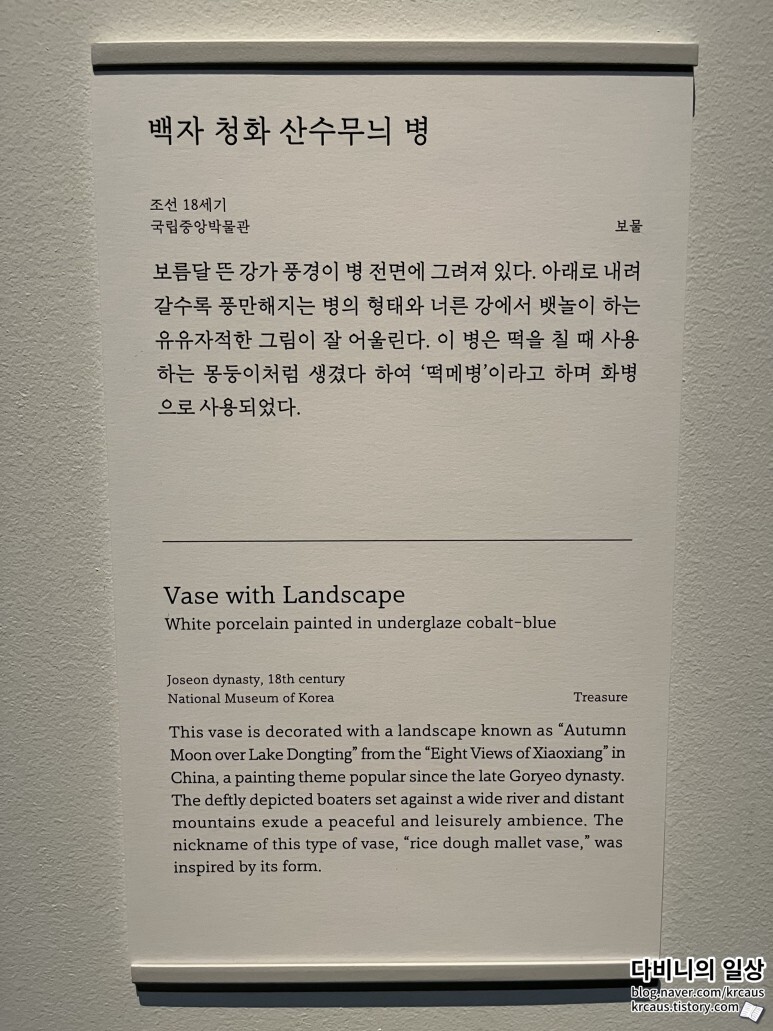 백자 청화 산수무늬 병
조선 18세기
국립중앙박물관 보물
보름달 뜬 강가 풍경이 병 전면에 그려져 있다. 아래로 내려
갈수록 풍만해지는 병의 형태와 너른 강에서 뱃놀이 하는
유유자적한 그림이 잘 어울린다. 이 병은 떡을 칠 때 사용
하는 몽둥이처럼 생겼다 하여 ‘떡메병’이라고 하며 화병
으로 사용되었다.
Vase with Landscape
White porcelain painted in underglaze cobalt-blue
Joseon dynasty, 18th century
National Museum of Korea Treasure
This vase is decorated with a landscape known as “Autumn
Moon over Lake Dongting” from the “Eight Views of Xiaoxiang” in
China, a painting theme popular since the late Goryeo dynasty.
The deftly depicted boaters set against a wide river and distant
mountains exude a peaceful and leisurely ambience. The
nickname of this type of vase, “rice dough mallet vase,” was
inspired by its form.
다비니의 일상
blog.naver.com/krcaus
krcaus.tistory.com